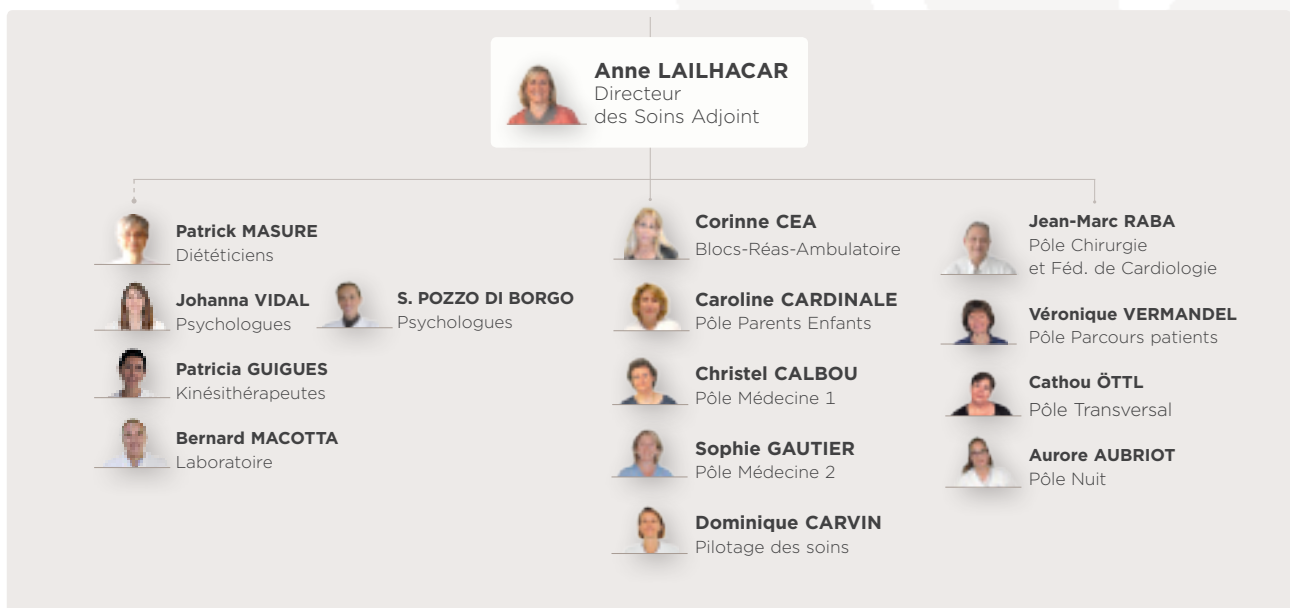 Anne LAILHACAR
Directeur
des Soins Adjoint
Patrick MASURE
Diététiciens
Johanna VIDAL
Psychologues
S. POZZO DI BORGO
Psychologues
Patricia GUIGUES
Kinésithérapeutes
Bernard MACOTTA
Laboratoire
Corinne CEA
Blocs-Réas-Ambulatoire
Caroline CARDINALE
Pôle Parents Enfants
Christel CALBOU
Pôle Médecine 1
Sophie GAUTIER
Pôle Médecine 2
Dominique CARVIN
Pilotage des soins
Jean-Marc RABA
Pôle Chirurgie
et Féd. de Cardiologie
Véronique VERMANDEL
Pôle Parcours patients
Cathou ÖTTL
Pôle Transversal
Aurore AUBRIOT
Pôle Nuit